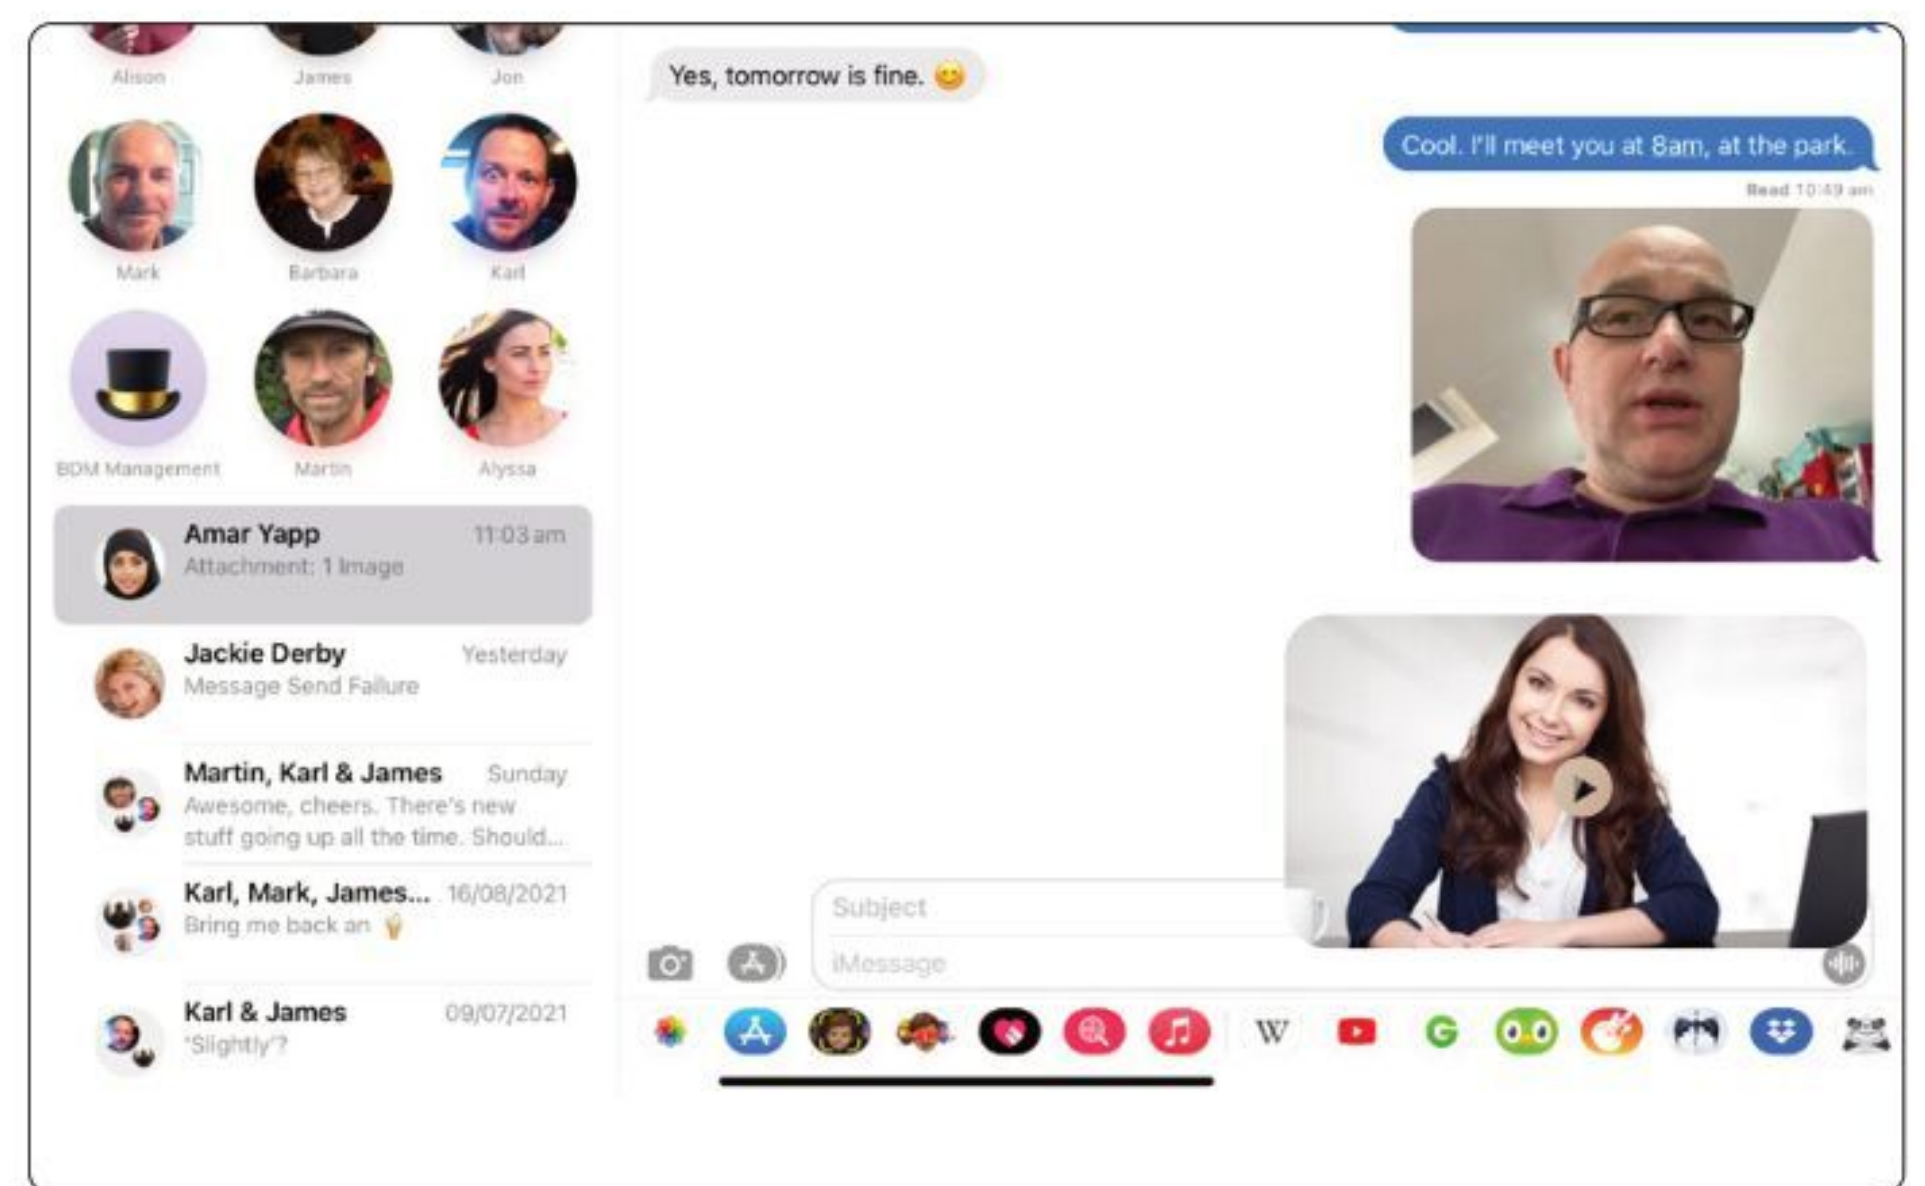 Alison
James
Jon
Mark
Barbara
Karl
BDM Management
Martin
Alyssa
Amar Yapp
11:03 am
Attachment: 1 Image
Jackie Derby
Yesterday
Message Send Failure
Martin, Karl & James
Sunday
Awesome, cheers. There's new
stuff going up all the time. Should...
Karl, Mark, James...
16/08/2021
Bring me back an 🍦
Karl & James
09/07/2021
'Slightly'?
Yes, tomorrow is fine. 😊
Cool. I'll meet you at 8am, at the park.
Read 10:49 am
Subject
iMessage
W
G